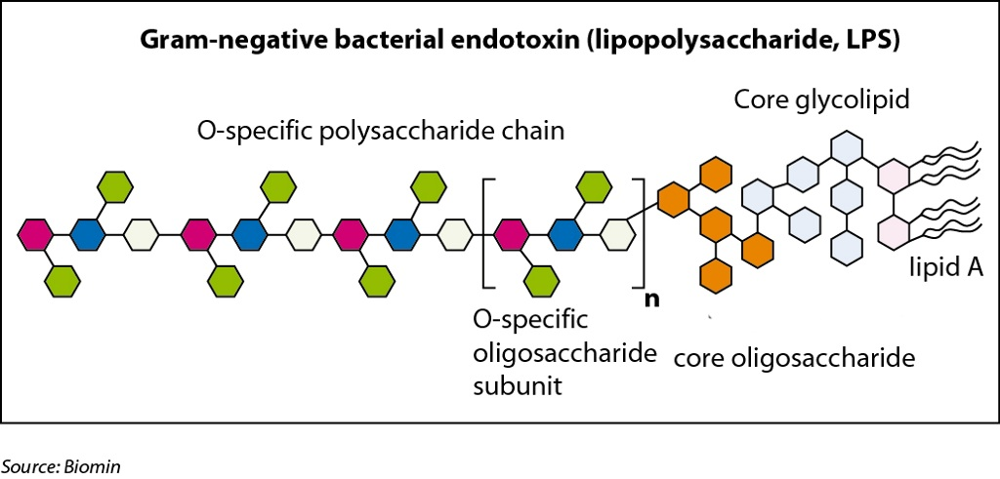 Gram-negative bacterial endotoxin (lipopolysaccharide, LPS)
Core glycolipid
O-specific polysaccharide chain
lipid A
n
O-specific
oligosaccharide
subunit
core oligosaccharide
Source: Biomin